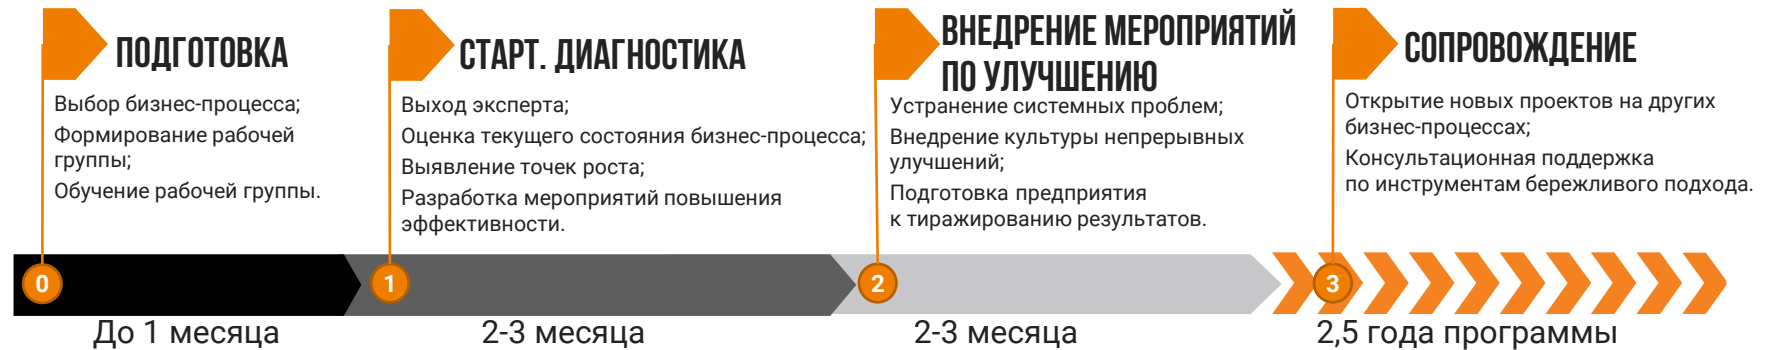 ПОДГОТОВКА
Выбор бизнес-процесса;
Формирование рабочей
группы;
Обучение рабочей группы.
СТАРТ. ДИАГНОСТИКА
Выход эксперта;
Оценка текущего состояния бизнес-процесса;
Выявление точек роста;
Разработка мероприятий повышения
эффективности.
ВНЕДРЕНИЕ МЕРОПРИЯТИЙ
ПО УЛУЧШЕНИЮ
Устранение системных проблем;
Внедрение культуры непрерывных
улучшений;
Подготовка предприятия
к тиражированию результатов.
СОПРОВОЖДЕНИЕ
Открытие новых проектов на других
бизнес-процессах;
Консультационная поддержка
по инструментам бережливого подхода.
0
1
2
3
До 1 месяца
2-3 месяца
2-3 месяца
2,5 года программы